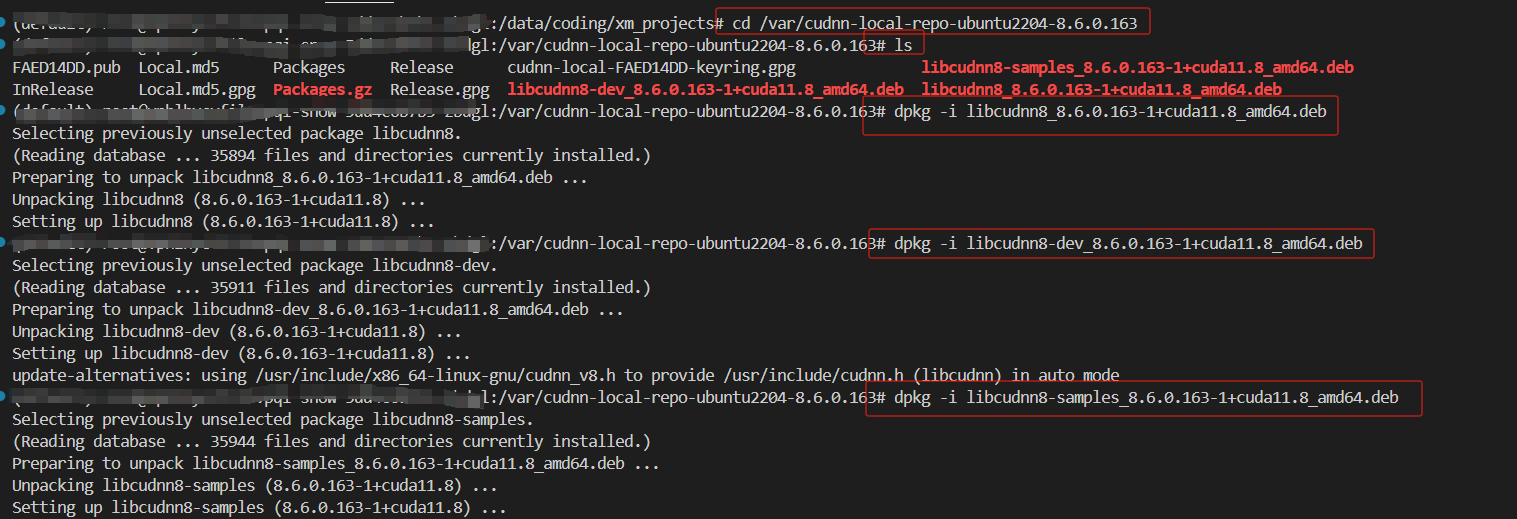 :/data/coding/xm_projects# cd /var/cudnn-local-repo-ubuntu2204-8.6.0.163
:/var/cudnn-local-repo-ubuntu2204-8.6.0.163# ls
FAED14DD.pub Local.md5 Packages Release cudnn-local-FAED14DD-keyring.gpg libcudnn8-samples_8.6.0.163-1+cuda11.8_amd64.deb
InRelease Local.md5.gpg Packages.gz Release.gpg libcudnn8-dev_8.6.0.163-1+cuda11.8_amd64.deb libcudnn8_8.6.0.163-1+cuda11.8_amd64.deb
:/var/cudnn-local-repo-ubuntu2204-8.6.0.163# dpkg -i libcudnn8_8.6.0.163-1+cuda11.8_amd64.deb
Selecting previously unselected package libcudnn8.
(Reading database ... 35894 files and directories currently installed.)
Preparing to unpack libcudnn8_8.6.0.163-1+cuda11.8_amd64.deb ...
Unpacking libcudnn8 (8.6.0.163-1+cuda11.8) ...
Setting up libcudnn8 (8.6.0.163-1+cuda11.8) ...
:/var/cudnn-local-repo-ubuntu2204-8.6.0.163# dpkg -i libcudnn8-dev_8.6.0.163-1+cuda11.8_amd64.deb
Selecting previously unselected package libcudnn8-dev.
(Reading database ... 35911 files and directories currently installed.)
Preparing to unpack libcudnn8-dev_8.6.0.163-1+cuda11.8_amd64.deb ...
Unpacking libcudnn8-dev (8.6.0.163-1+cuda11.8) ...
Setting up libcudnn8-dev (8.6.0.163-1+cuda11.8) ...
update-alternatives: using /usr/include/x86_64-linux-gnu/cudnn_v8.h to provide /usr/include/cudnn.h (libcudnn) in auto mode
:/var/cudnn-local-repo-ubuntu2204-8.6.0.163# dpkg -i libcudnn8-samples_8.6.0.163-1+cuda11.8_amd64.deb
Selecting previously unselected package libcudnn8-samples.
(Reading database ... 35944 files and directories currently installed.)
Preparing to unpack libcudnn8-samples_8.6.0.163-1+cuda11.8_amd64.deb ...
Unpacking libcudnn8-samples (8.6.0.163-1+cuda11.8) ...
Setting up libcudnn8-samples (8.6.0.163-1+cuda11.8) ...